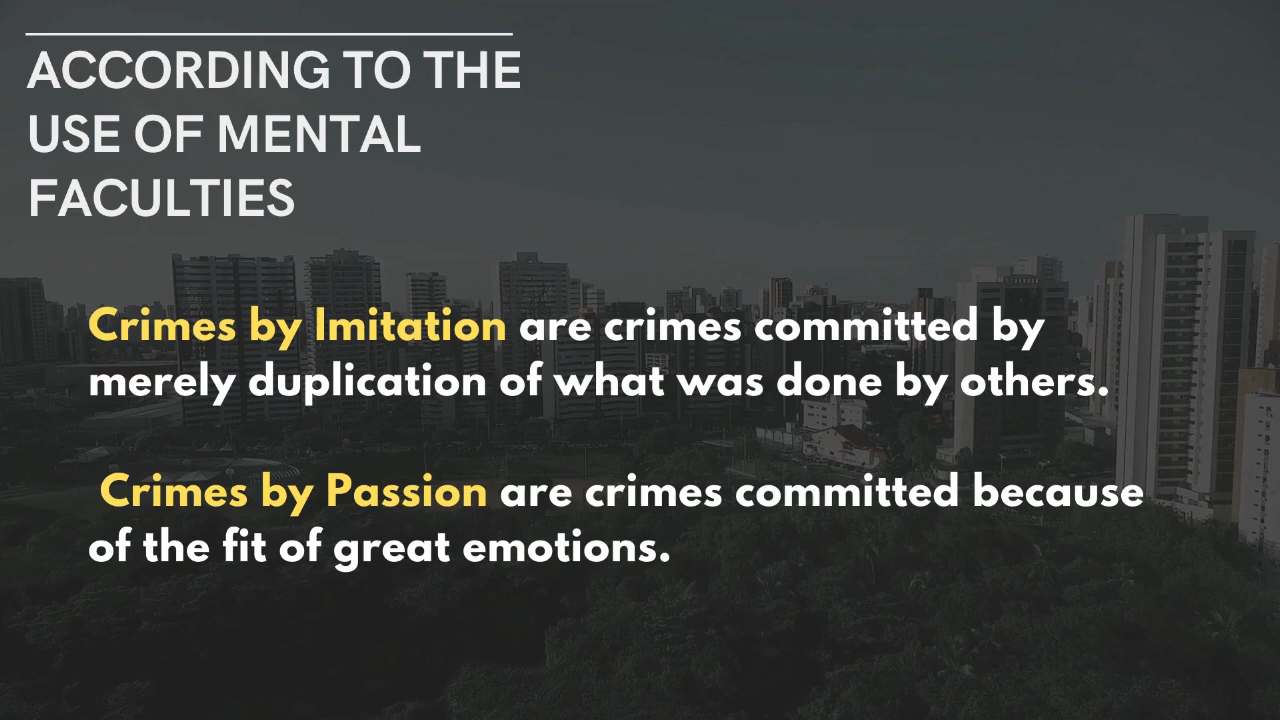 ACCORDING TO THE
USE OF MENTAL
FACULTIES
Crimes by Imitation are crimes committed by
merely duplication of what was done by others.
Crimes by Passion are crimes committed because
of the fit of great emotions.